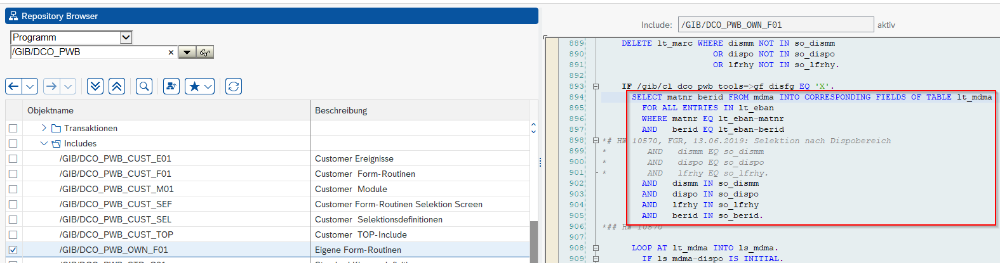 Repository Browser
Programm
/GIB/DCO_PWB
Objektname Beschreibung
Transaktionen
Includes
/GIB/DCO_PWB_CUST_E01 Customer Ereignisse
/GIB/DCO_PWB_CUST_F01 Customer Form-Routinen
/GIB/DCO_PWB_CUST_M01 Customer Module
/GIB/DCO_PWB_CUST_SEF Customer Form-Routinen Selektion Screen
/GIB/DCO_PWB_CUST_SEL Customer Selektionsdefinitionen
/GIB/DCO_PWB_CUST_TOP Customer TOP-Include
/GIB/DCO_PWB_OWN_F01 Eigene Form-Routinen
Include: /GIB/DCO_PWB_OWN_F01 aktiv
889 DELETE lt_marc WHERE dismm NOT IN so_dismm
890 OR dispo NOT IN so_dispo
891 OR lfrhy NOT IN so_lfrhy.
892
893 IF /gib/cl_dco_pwb_tools=>gf_disfg EQ 'X'.
894 SELECT matnr berid FROM mdma INTO CORRESPONDING FIELDS OF TABLE lt_mdma
895 FOR ALL ENTRIES IN lt_eban
896 WHERE matnr EQ lt_eban-matnr
897 AND berid EQ lt_eban-berid
898 *# HW 10570, FGR, 13.06.2019: Selektion nach Dispobereich
899 * AND dismm EQ so_dismm
900 * AND dispo EQ so_dispo
901 * AND lfrhy EQ so_lfrhy.
902 AND dismm IN so_dismm
903 AND dispo IN so_dispo
904 AND lfrhy IN so_lfrhy
905 AND berid IN so_berid.
906 *## HW 10570
907
908 LOOP AT lt_mdma INTO ls_mdma.
909 IF ls_mdma-dispo IS INITIAL.